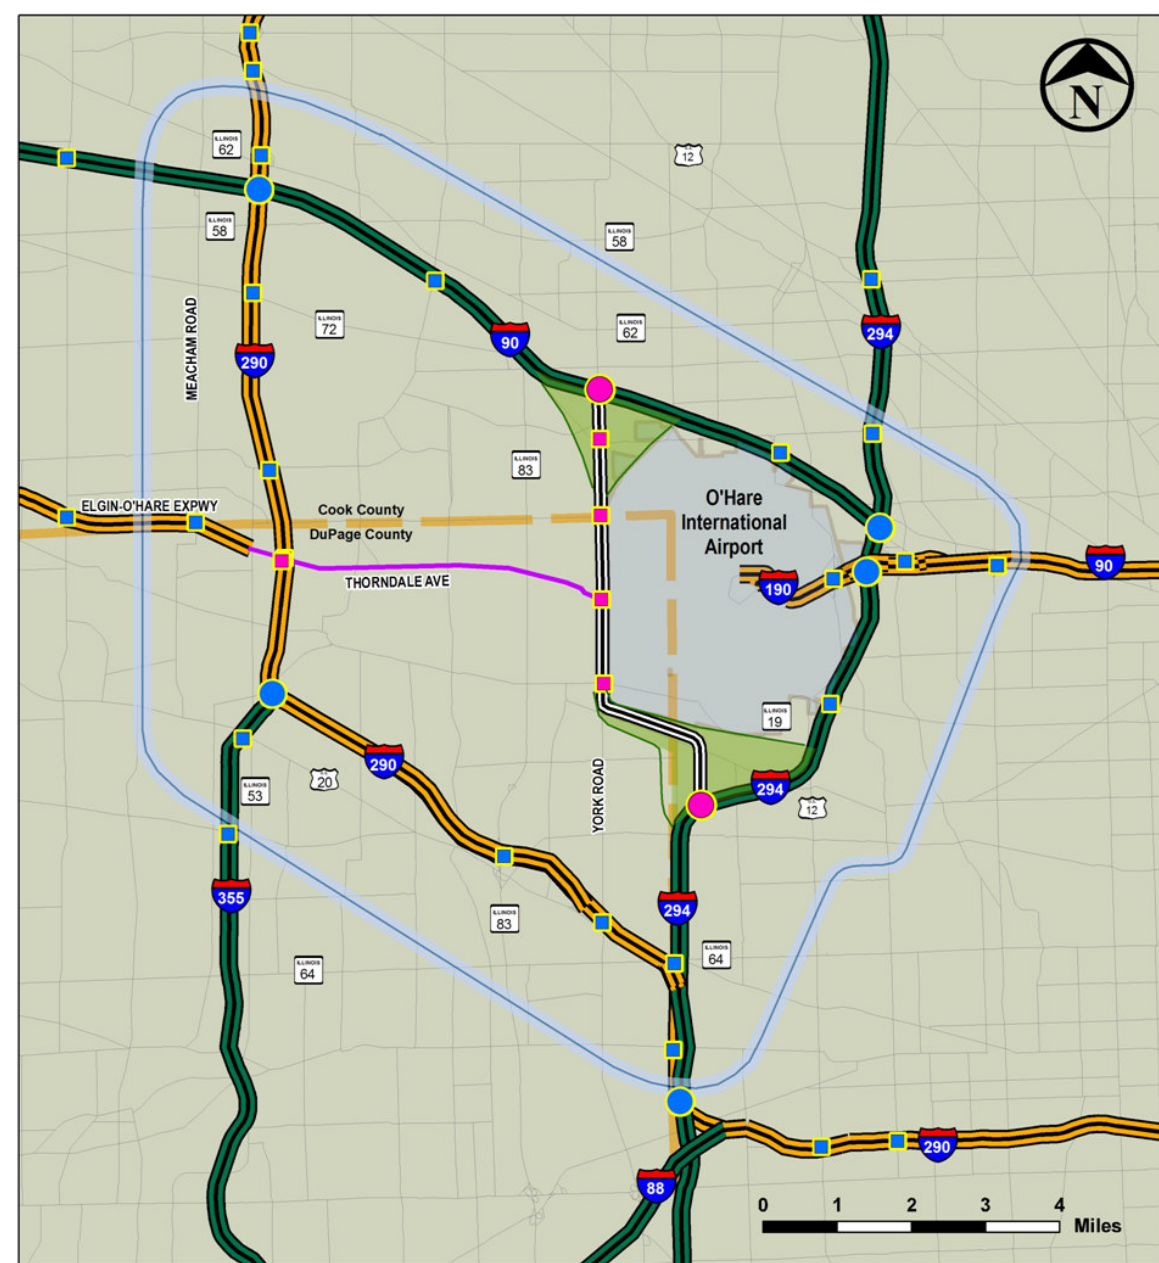 N
ILLINOIS
62
U.S.
12
ILLINOIS
58
ILLINOIS
58
ILLINOIS
72
ILLINOIS
62
90
294
MEACHAM ROAD
290
ILLINOIS
83
ELGIN-O'HARE EXPWY
Cook County
DuPage County
O'Hare
International
Airport
THORNDALE AVE
190
90
ILLINOIS
19
290
U.S.
20
ILLINOIS
53
YORK ROAD
294
U.S.
12
355
294
ILLINOIS
83
ILLINOIS
64
ILLINOIS
64
290
88
0 1 2 3 4
Miles